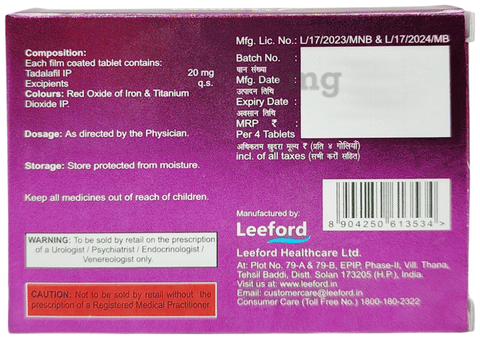 Composition:
Each film coated tablet contains:
Tadalafil IP 20 mg
Excipients q.s.
Colours: Red Oxide of Iron & Titanium
Dioxide IP.
Dosage: As directed by the Physician.
Storage: Store protected from moisture.
Keep all medicines out of reach of children.
WARNING: To be sold by retail on the prescription
of a Urologist / Psychiatrist / Endocrinologist /
Venereologist only.
CAUTION: Not to be sold by retail without the
prescription of a Registered Medical Practitioner.
Mfg. Lic. No.: L/17/2023/MNB & L/17/2024/MB
Batch No. :
घान संख्या
Mfg. Date :
उत्पादन तिथि
Expiry Date :
अवसान तिथि
MRP ₹ :
Per 4 Tablets
अधिकतम खुदरा मूल्य ₹ (प्रति ४ गोलियाँ)
incl. of all taxes (सभी करों सहित)
mg
8 904250 613534 >
Manufactured by:
Leeford
Leeford Healthcare Ltd.
At: Plot No. 79-A & 79-B, EPIP, Phase-II, Vill. Thana,
Tehsil Baddi, Distt. Solan 173205 (H.P.), India.
Visit us at: www.leeford.in
Email: customercare@leeford.in
Consumer Care (Toll Free No.) 1800-180-2322